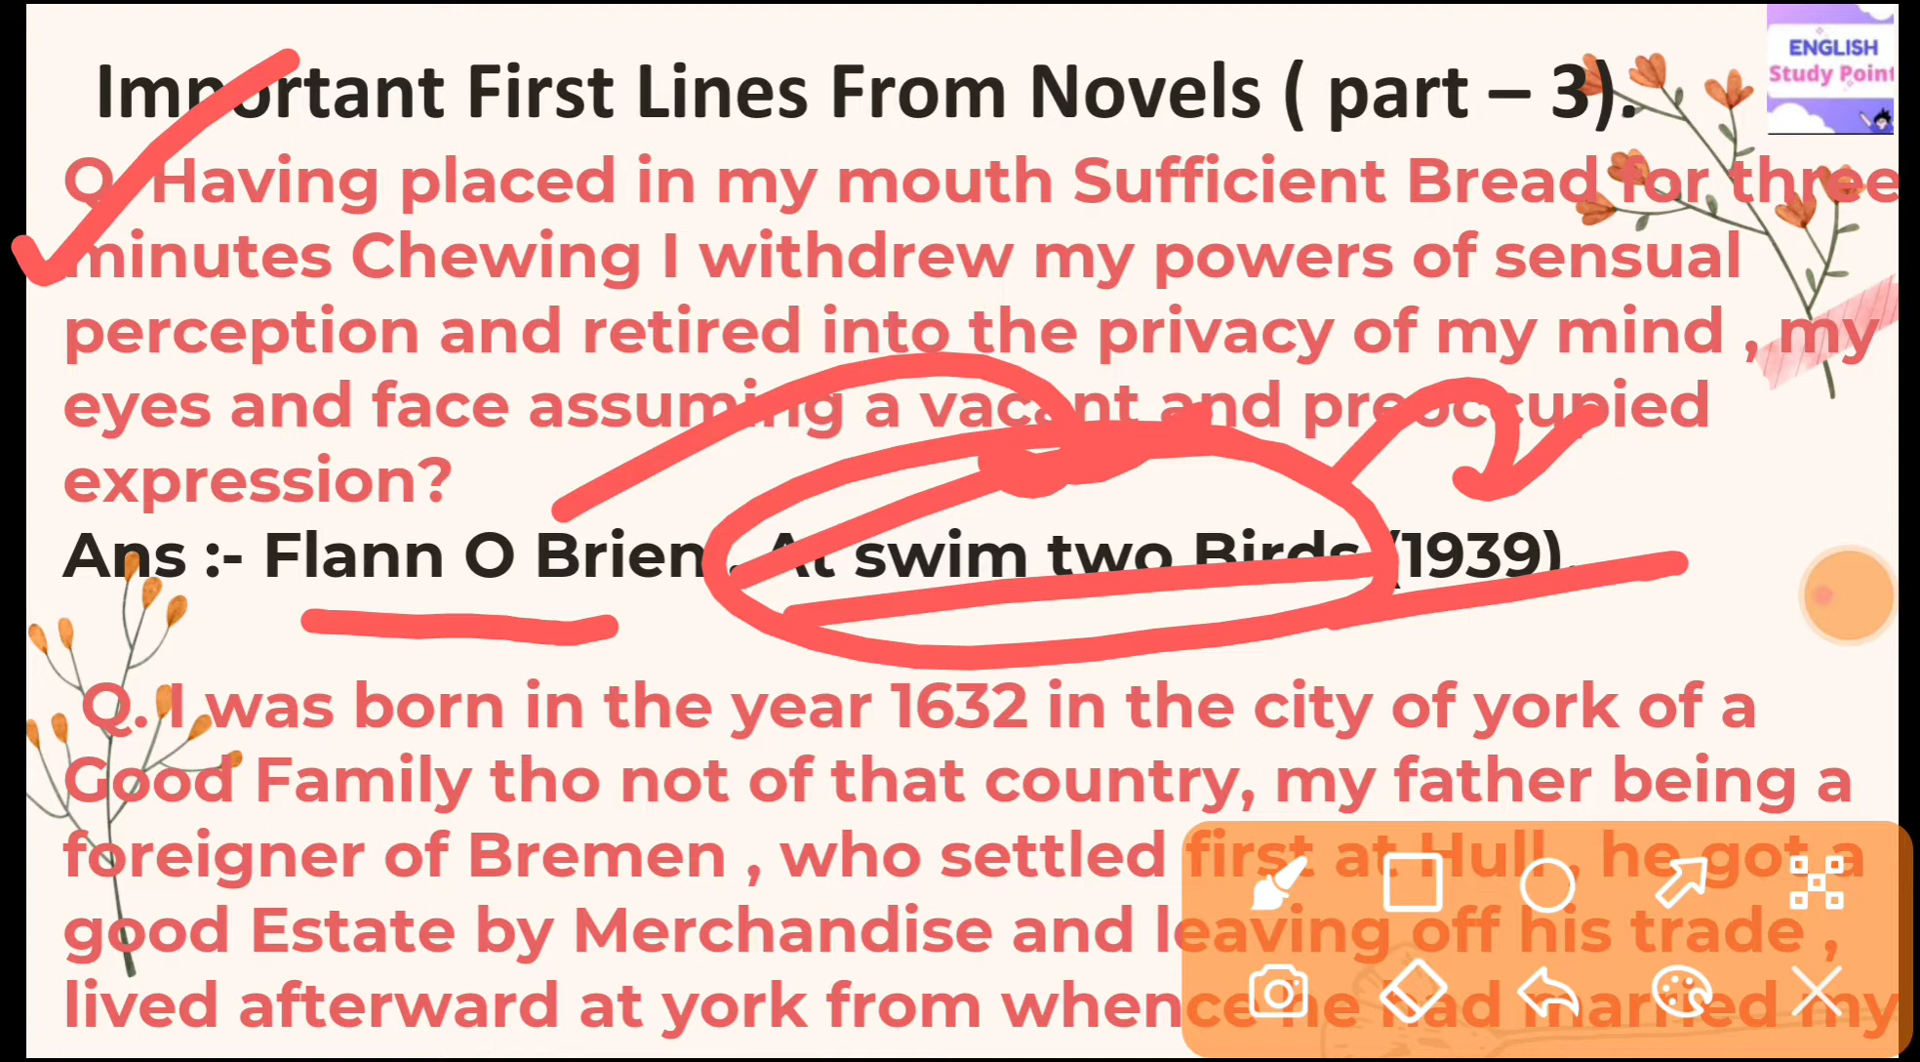 Important First Lines From Novels ( part – 3).
ENGLISH
Study Point
Q. Having placed in my mouth Sufficient Bread for three
minutes Chewing I withdrew my powers of sensual
perception and retired into the privacy of my mind , my
eyes and face assuming a vacant and preoccupied
expression?
Ans :- Flann O Brien , At swim two Birds (1939).
Q. I was born in the year 1632 in the city of york of a
Good Family tho not of that country, my father being a
foreigner of Bremen , who settled first at Hull , he got a
good Estate by Merchandise and leaving off his trade ,
lived afterward at york from whence he had married my